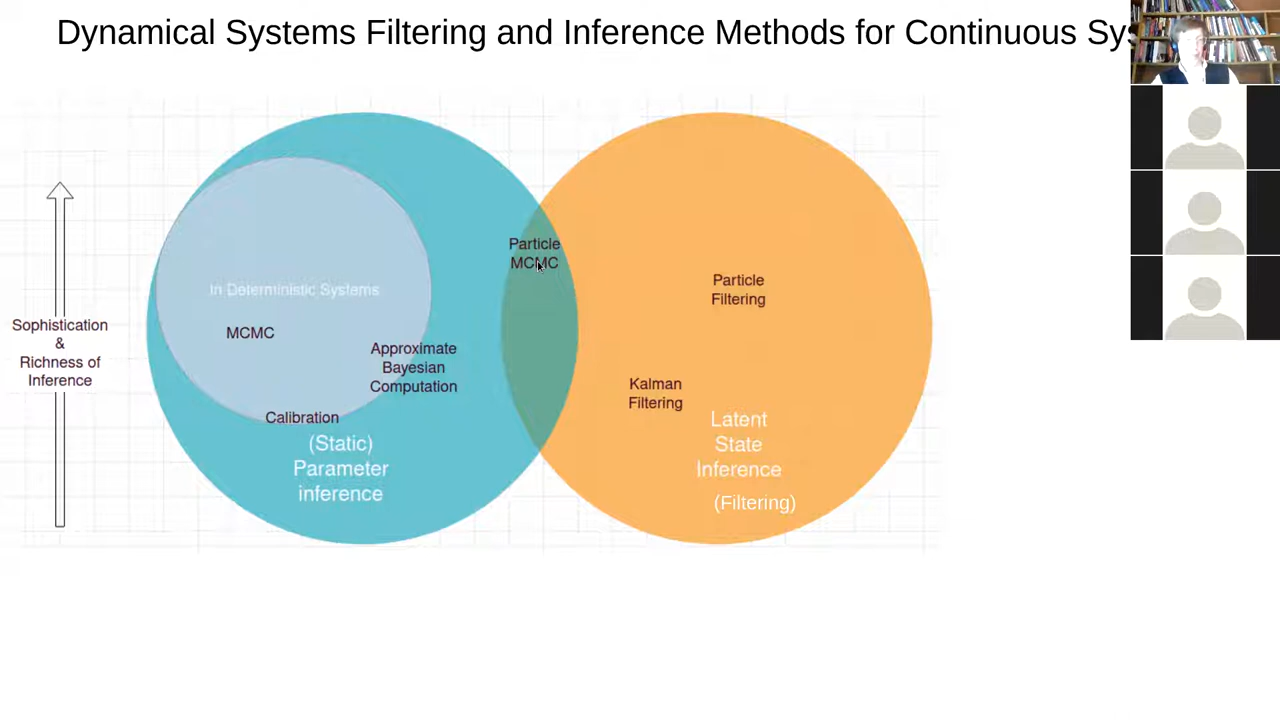 Dynamical Systems Filtering and Inference Methods for Continuous Sys
Particle
MCMC
Particle
Filtering
In Deterministic Systems
Sophistication
&
Richness of
Inference
MCMC
Approximate
Bayesian
Computation
Kalman
Filtering
Calibration
(Static)
Parameter
inference
Latent
State
Inference
(Filtering)